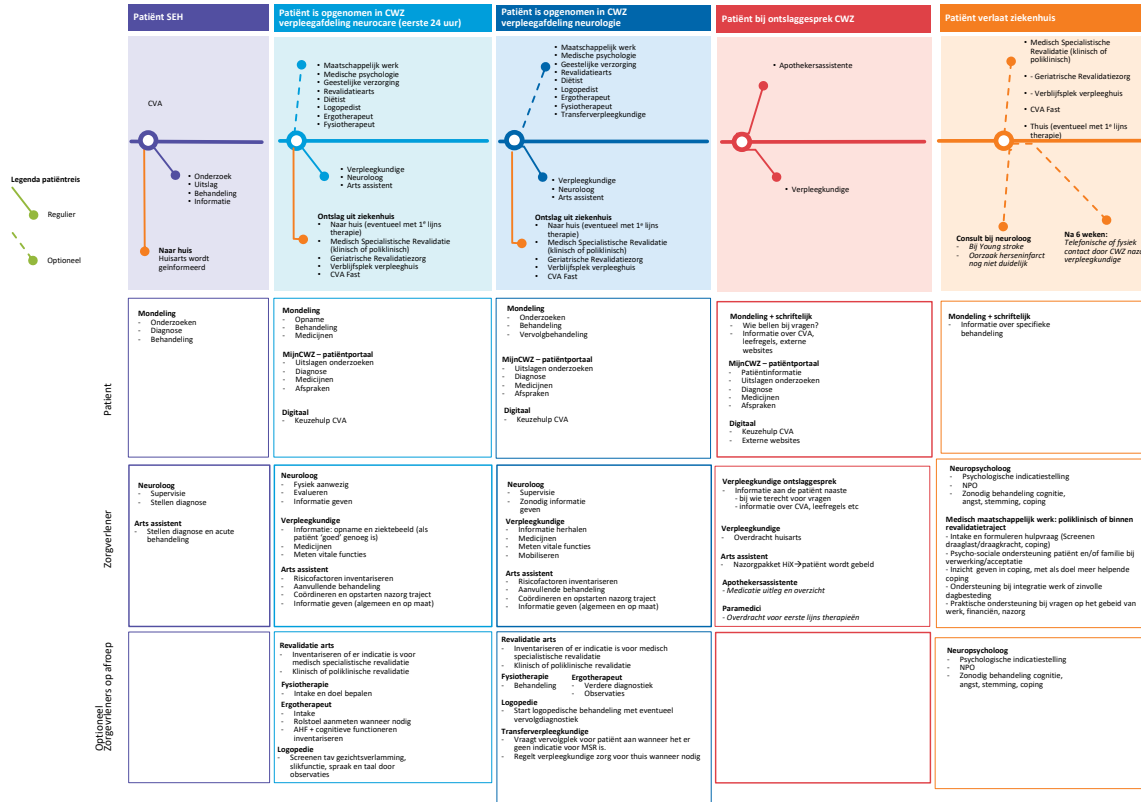 Patiënt SEH
Patiënt is opgenomen in CWZ
verpleegafdeling neurocare (eerste 24 uur)
Patiënt is opgenomen in CWZ
verpleegafdeling neurologie
Patiënt bij ontslaggesprek CWZ
Patiënt verlaat ziekenhuis
Legenda patiëntreis
Regulier
Optioneel
CVA
• Onderzoek
• Uitslag
• Behandeling
• Informatie
Naar huis
Huisarts wordt
geïnformeerd
• Maatschappelijk werk
• Medische psychologie
• Geestelijke verzorging
• Revalidatiearts
• Diëtist
• Logopedist
• Ergotherapeut
• Fysiotherapeut
• Verpleegkundige
• Neuroloog
• Arts assistent
Ontslag uit ziekenhuis
• Naar huis (eventueel met 1e lijns
therapie)
• Medisch Specialistische Revalidatie
(klinisch of poliklinisch)
• Geriatrische Revalidatiezorg
• Verblijfsplek verpleeghuis
• CVA Fast
• Maatschappelijk werk
• Medische psychologie
• Geestelijke verzorging
• Revalidatiearts
• Diëtist
• Logopedist
• Ergotherapeut
• Fysiotherapeut
• Transferverpleegkundige
• Verpleegkundige
• Neuroloog
• Arts assistent
Ontslag uit ziekenhuis
• Naar huis (eventueel met 1e lijns
therapie)
• Medisch Specialistische Revalidatie
(klinisch of poliklinisch)
• Geriatrische Revalidatiezorg
• Verblijfsplek verpleeghuis
• CVA Fast
• Apothekersassistente
• Verpleegkundige
• Medisch Specialistische
Revalidatie (klinisch of
poliklinisch)
• - Geriatrische Revalidatiezorg
• - Verblijfsplek verpleeghuis
• CVA Fast
• Thuis (eventueel met 1e lijns
therapie)
Consult bij neuroloog
- Bij Young stroke
- Oorzaak herseninfarct
nog niet duidelijk
Na 6 weken:
Telefonische of fysiek
contact door CWZ nazo
verpleegkundige
Patient
Mondeling
- Onderzoeken
- Diagnose
- Behandeling
Mondeling
- Opname
- Behandeling
- Medicijnen
MijnCWZ – patiëntportaal
- Uitslagen onderzoeken
- Diagnose
- Medicijnen
- Afspraken
Digitaal
- Keuzehulp CVA
Mondeling
- Onderzoeken
- Behandeling
- Vervolgbehandeling
MijnCWZ – patiëntportaal
- Uitslagen onderzoeken
- Diagnose
- Medicijnen
- Afspraken
Digitaal
- Keuzehulp CVA
Mondeling + schriftelijk
- Wie bellen bij vragen?
- Informatie over CVA,
leefregels, externe
websites
MijnCWZ – patiëntportaal
- Patiëntinformatie
- Uitslagen onderzoeken
- Diagnose
- Medicijnen
- Afspraken
Digitaal
- Keuzehulp CVA
- Externe websites
Mondeling + schriftelijk
- Informatie over specifieke
behandeling
Zorgverlener
Neuroloog
- Supervisie
- Stellen diagnose
Arts assistent
- Stellen diagnose en acute
behandeling
Neuroloog
- Fysiek aanwezig
- Evalueren
- Informatie geven
Verpleegkundige
- Informatie: opname en ziektebeeld (als
patiënt ‘goed’ genoeg is)
- Medicijnen
- Meten vitale functies
Arts assistent
- Risicofactoren inventariseren
- Aanvullende behandeling
- Coördineren en opstarten nazorg traject
- Informatie geven (algemeen en op maat)
Neuroloog
- Supervisie
- Zonodig informatie
geven
Verpleegkundige
- Informatie herhalen
- Medicijnen
- Meten vitale functies
- Mobiliseren
Arts assistent
- Risicofactoren inventariseren
- Aanvullende behandeling
- Coördineren en opstarten nazorg traject
- Informatie geven (algemeen en op maat)
Verpleegkundige ontslaggesprek
- Informatie aan de patiënt naaste
- bij wie terecht voor vragen
- informatie over CVA, leefregels etc
Verpleegkundige
- Overdracht huisarts
Arts assistent
- Nazorgpakket HiX→patiënt wordt gebeld
Apothekersassistente
- Medicatie uitleg en overzicht
Paramedici
- Overdracht voor eerste lijns therapieën
Neuropsycholoog
- Psychologische indicatiestelling
- NPO
- Zonodig behandeling cognitie,
angst, stemming, coping
Medisch maatschappelijk werk: poliklinisch of binnen
revalidatietraject
- Intake en formuleren hulpvraag (Screenen
draaglast/draagkracht, coping)
- Psycho-sociale ondersteuning patiënt en/of familie bij
verwerking/acceptatie
- Inzicht geven in coping, met als doel meer helpende
coping
- Ondersteuning bij integratie werk of zinvolle
dagbesteding
- Praktische ondersteuning bij vragen op het gebied van
werk, financiën, nazorg
Optioneel
Zorgverleners op afroep
Revalidatie arts
- Inventariseren of er indicatie is voor
medisch specialistische revalidatie
- Klinisch of poliklinische revalidatie
Fysiotherapie
- Intake en doel bepalen
Ergotherapeut
- Intake
- Rolstoel aanmeten wanneer nodig
- AHF + cognitieve functioneren
inventariseren
Logopedie
- Screenen tav gezichtsverlamming,
slikfunctie, spraak en taal door
observaties
Revalidatie arts
- Inventariseren of er indicatie is voor medisch
specialistische revalidatie
- Klinisch of poliklinische revalidatie
Fysiotherapie
- Behandeling
Ergotherapeut
- Verdere diagnostiek
- Observaties
Logopedie
- Start logopedische behandeling met eventueel
vervolgdiagnostiek
Transferverpleegkundige
- Vraagt vervolgplek voor patiënt aan wanneer het er
geen indicatie voor MSR is.
- Regelt verpleegkundige zorg voor thuis wanneer nodig
Neuropsycholoog
- Psychologische indicatiestelling
- NPO
- Zonodig behandeling cognitie,
angst, stemming, coping